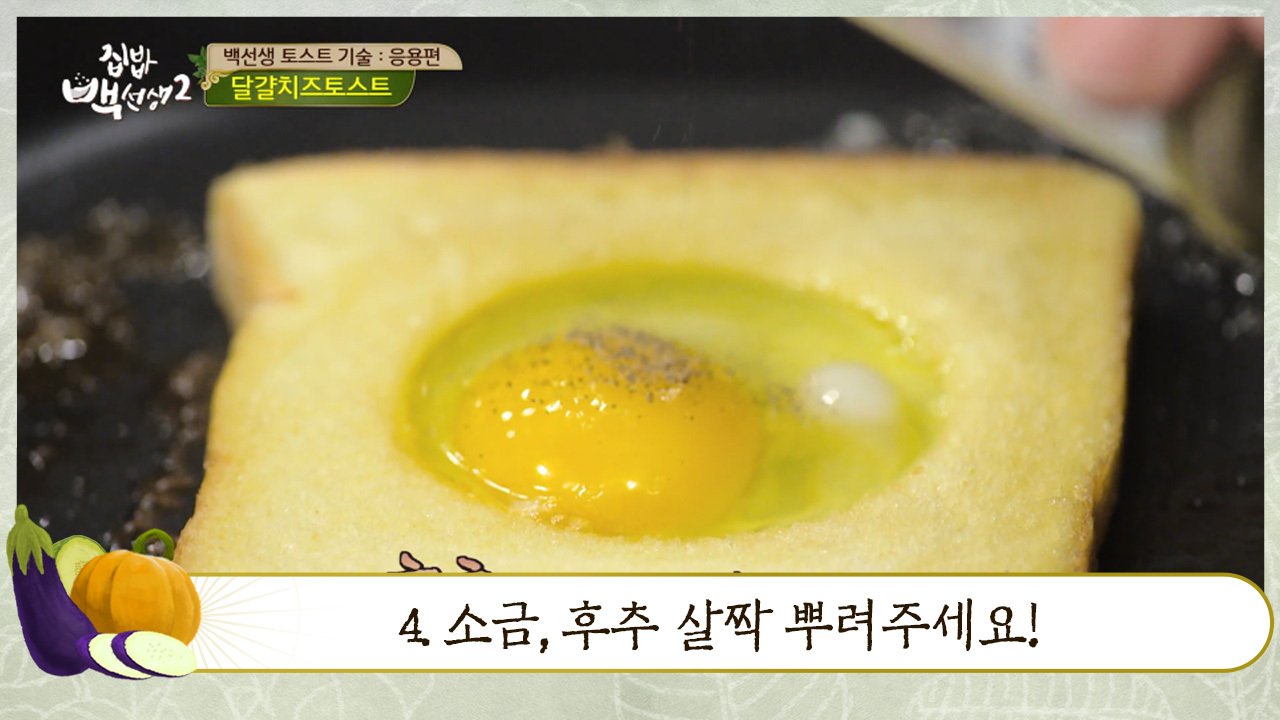 집밥
백선생2
백선생 토스트 기술 : 응용편
달걀치즈토스트
4. 소금, 후추 살짝 뿌려주세요!